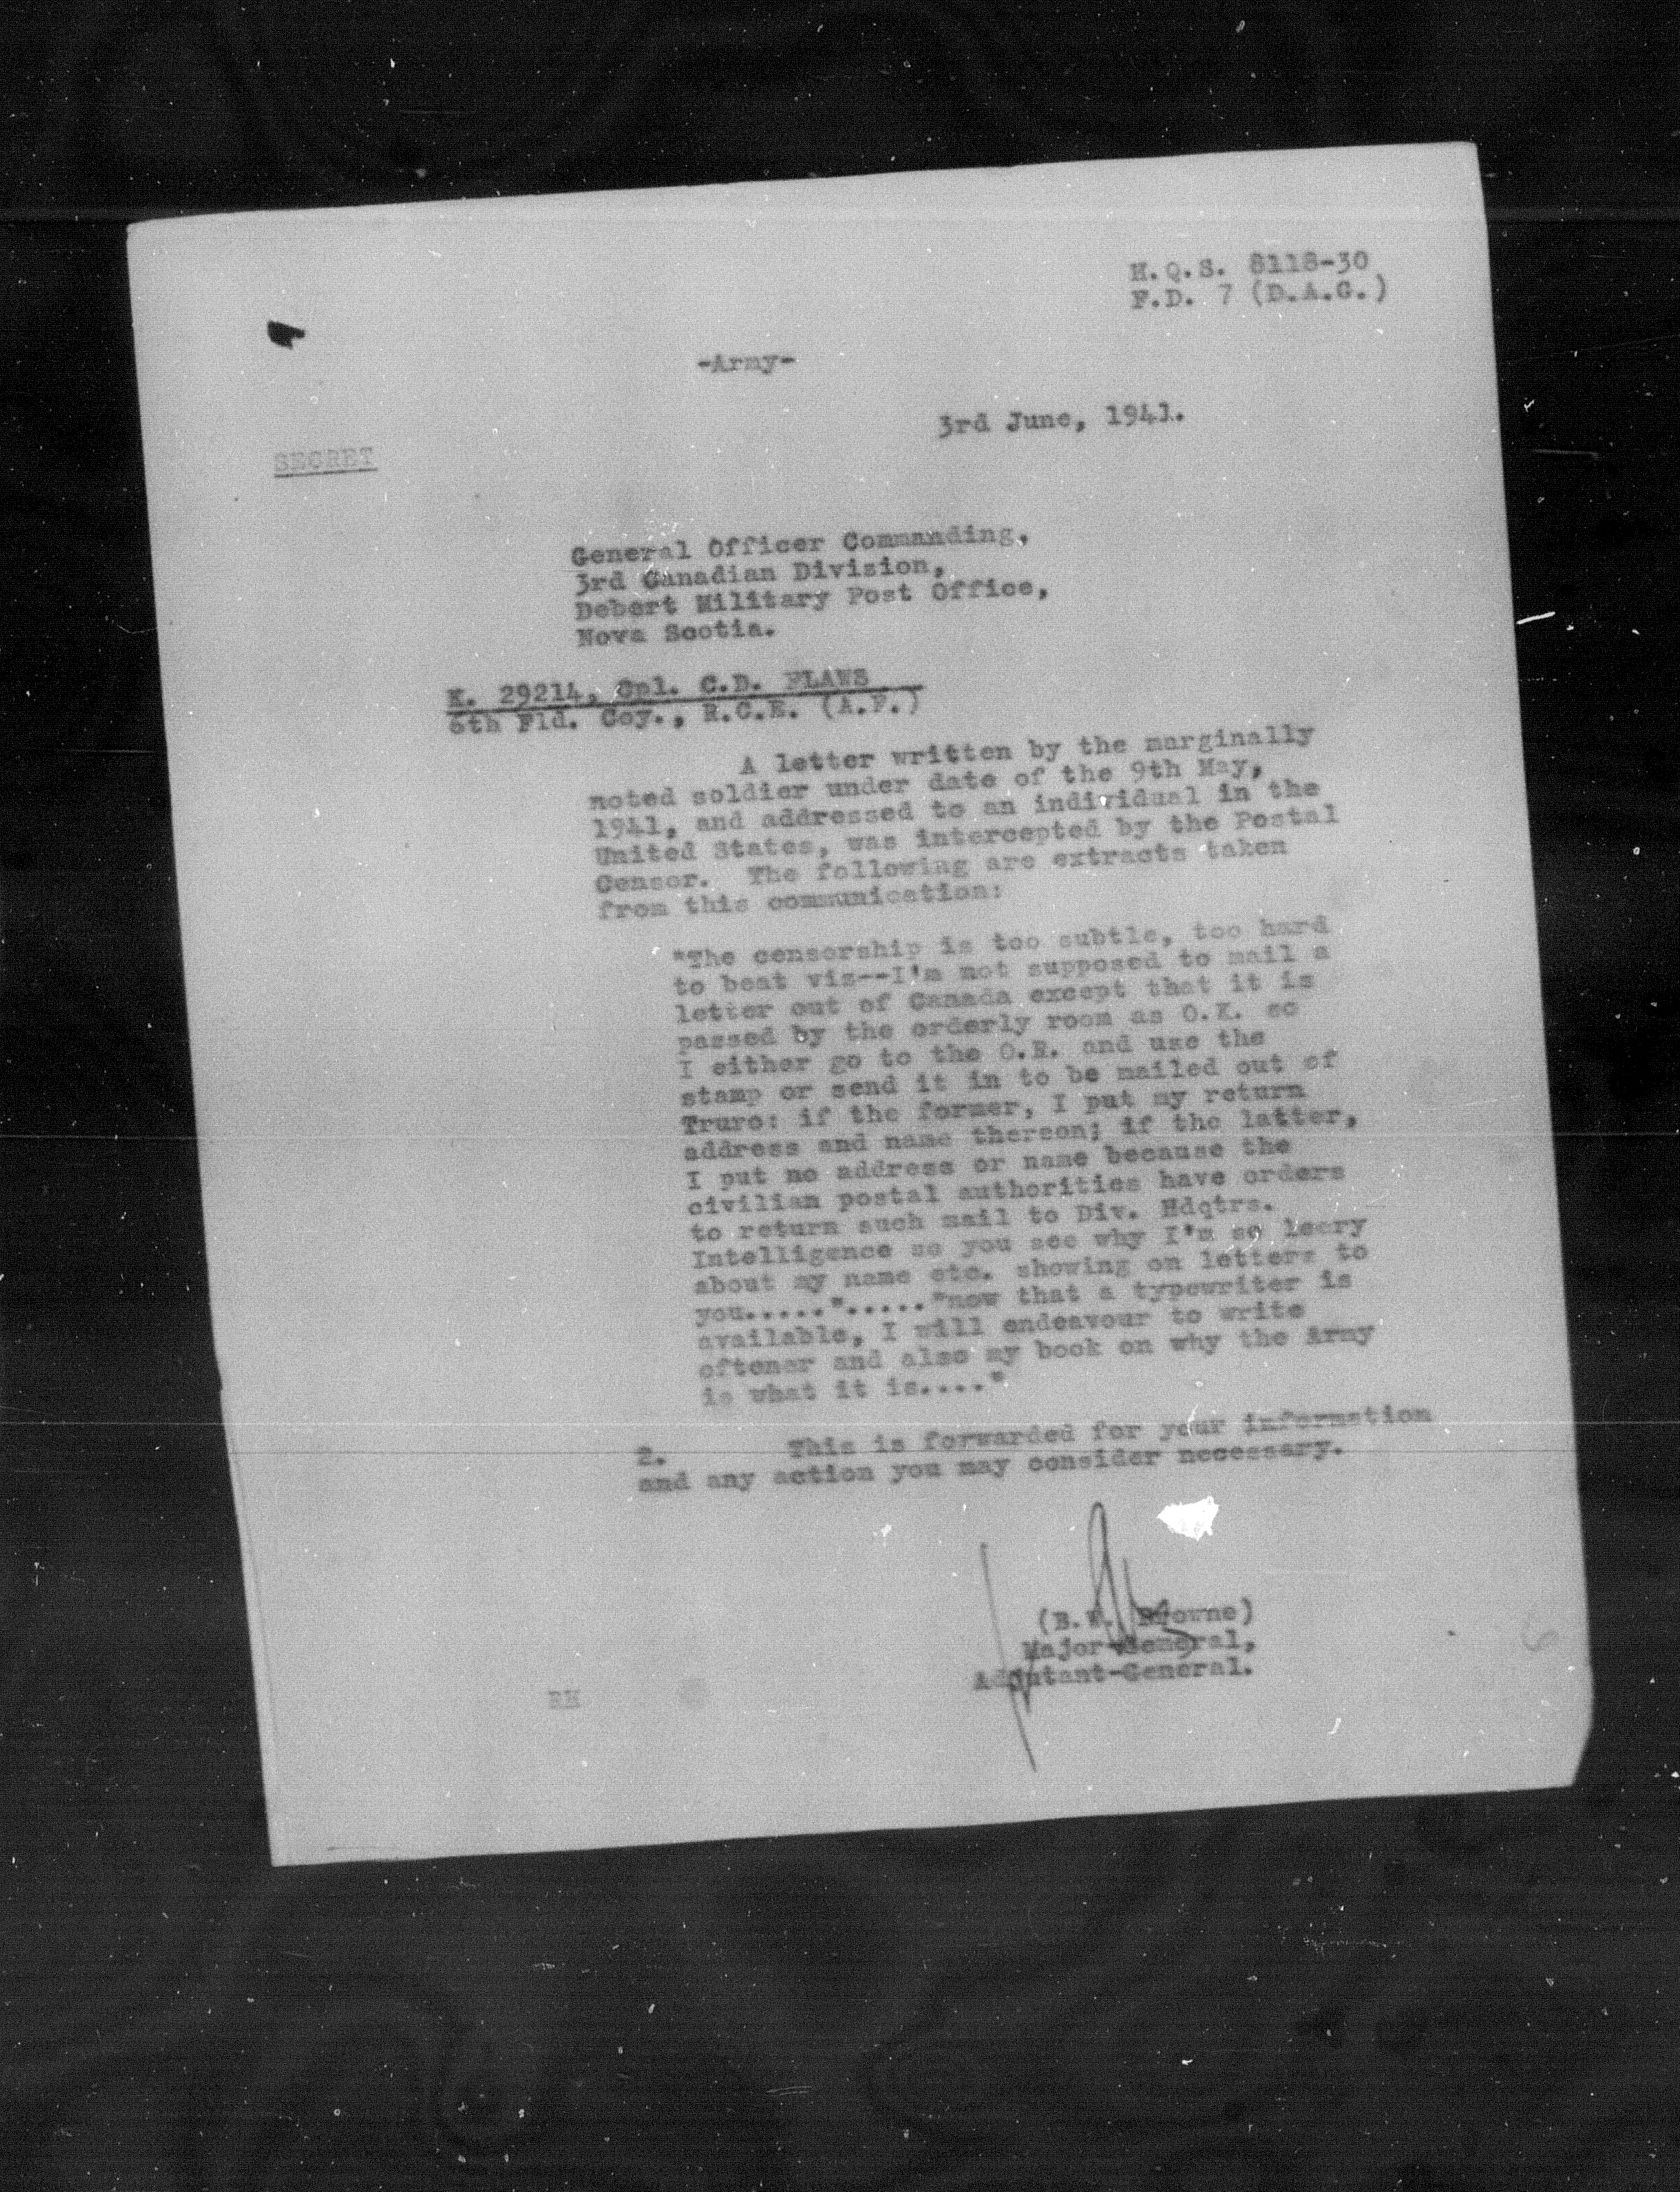 H.Q.S. 8118-30
F.D. 7 (D.A.G.)
-Army-
3rd June, 1941.
SECRET
General Officer Commanding,
3rd Canadian Division,
Debert Military Post Office,
Nova Scotia.
K. 29214, Cpl. C.D. FLAWS
6th Fld. Coy., R.C.E. (A.F.)
A letter written by the marginally
noted soldier under date of the 9th May,
1941, and addressed to an individual in the
United States, was intercepted by the Postal
Censor. The following are extracts taken
from this communication:
"The censorship is too subtle, too hard
to beat vis--I'm not supposed to mail a
letter out of Canada except that it is
passed by the orderly room as O.K. so
I either go to the O.R. and use the
stamp or send it in to be mailed out of
Truro: if the former, I put my return
address and name thereon; if the latter,
I put no address or name because the
civilian postal authorities have orders
to return such mail to Div. Hdqtrs.
Intelligence so you see why I'm so leery
about my name etc. showing on letters to
you....."....."now that a typewriter is
available, I will endeavour to write
oftener and also my book on why the Army
is what it is...."
2. This is forwarded for your information
and any action you may consider necessary.
(B.W. Browne)
Major-General,
Adjutant-General.
RH